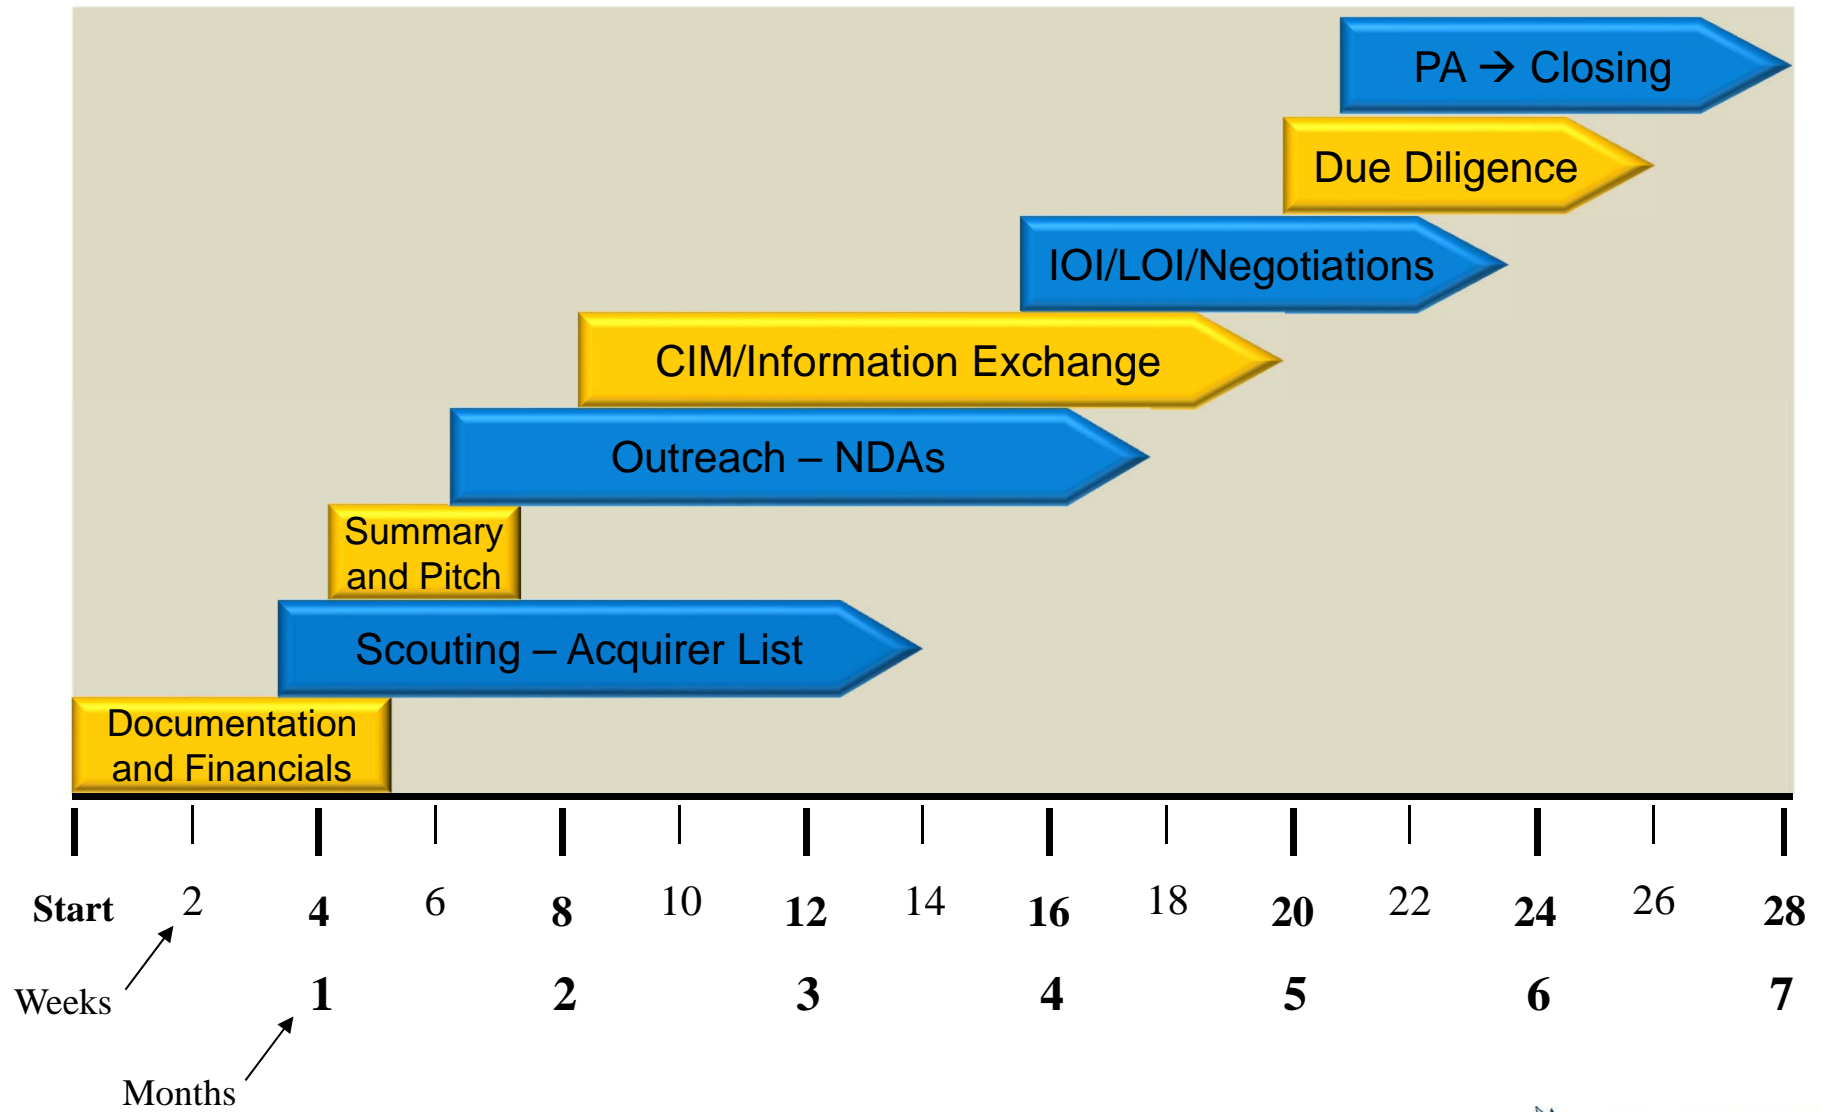 PA → Closing
Due Diligence
IOI/LOI/Negotiations
CIM/Information Exchange
Outreach – NDAs
Summary
and Pitch
Scouting – Acquirer List
Documentation
and Financials
Start 2 4 6 8 10 12 14 16 18 20 22 24 26 28
Weeks 1 2 3 4 5 6 7
Months